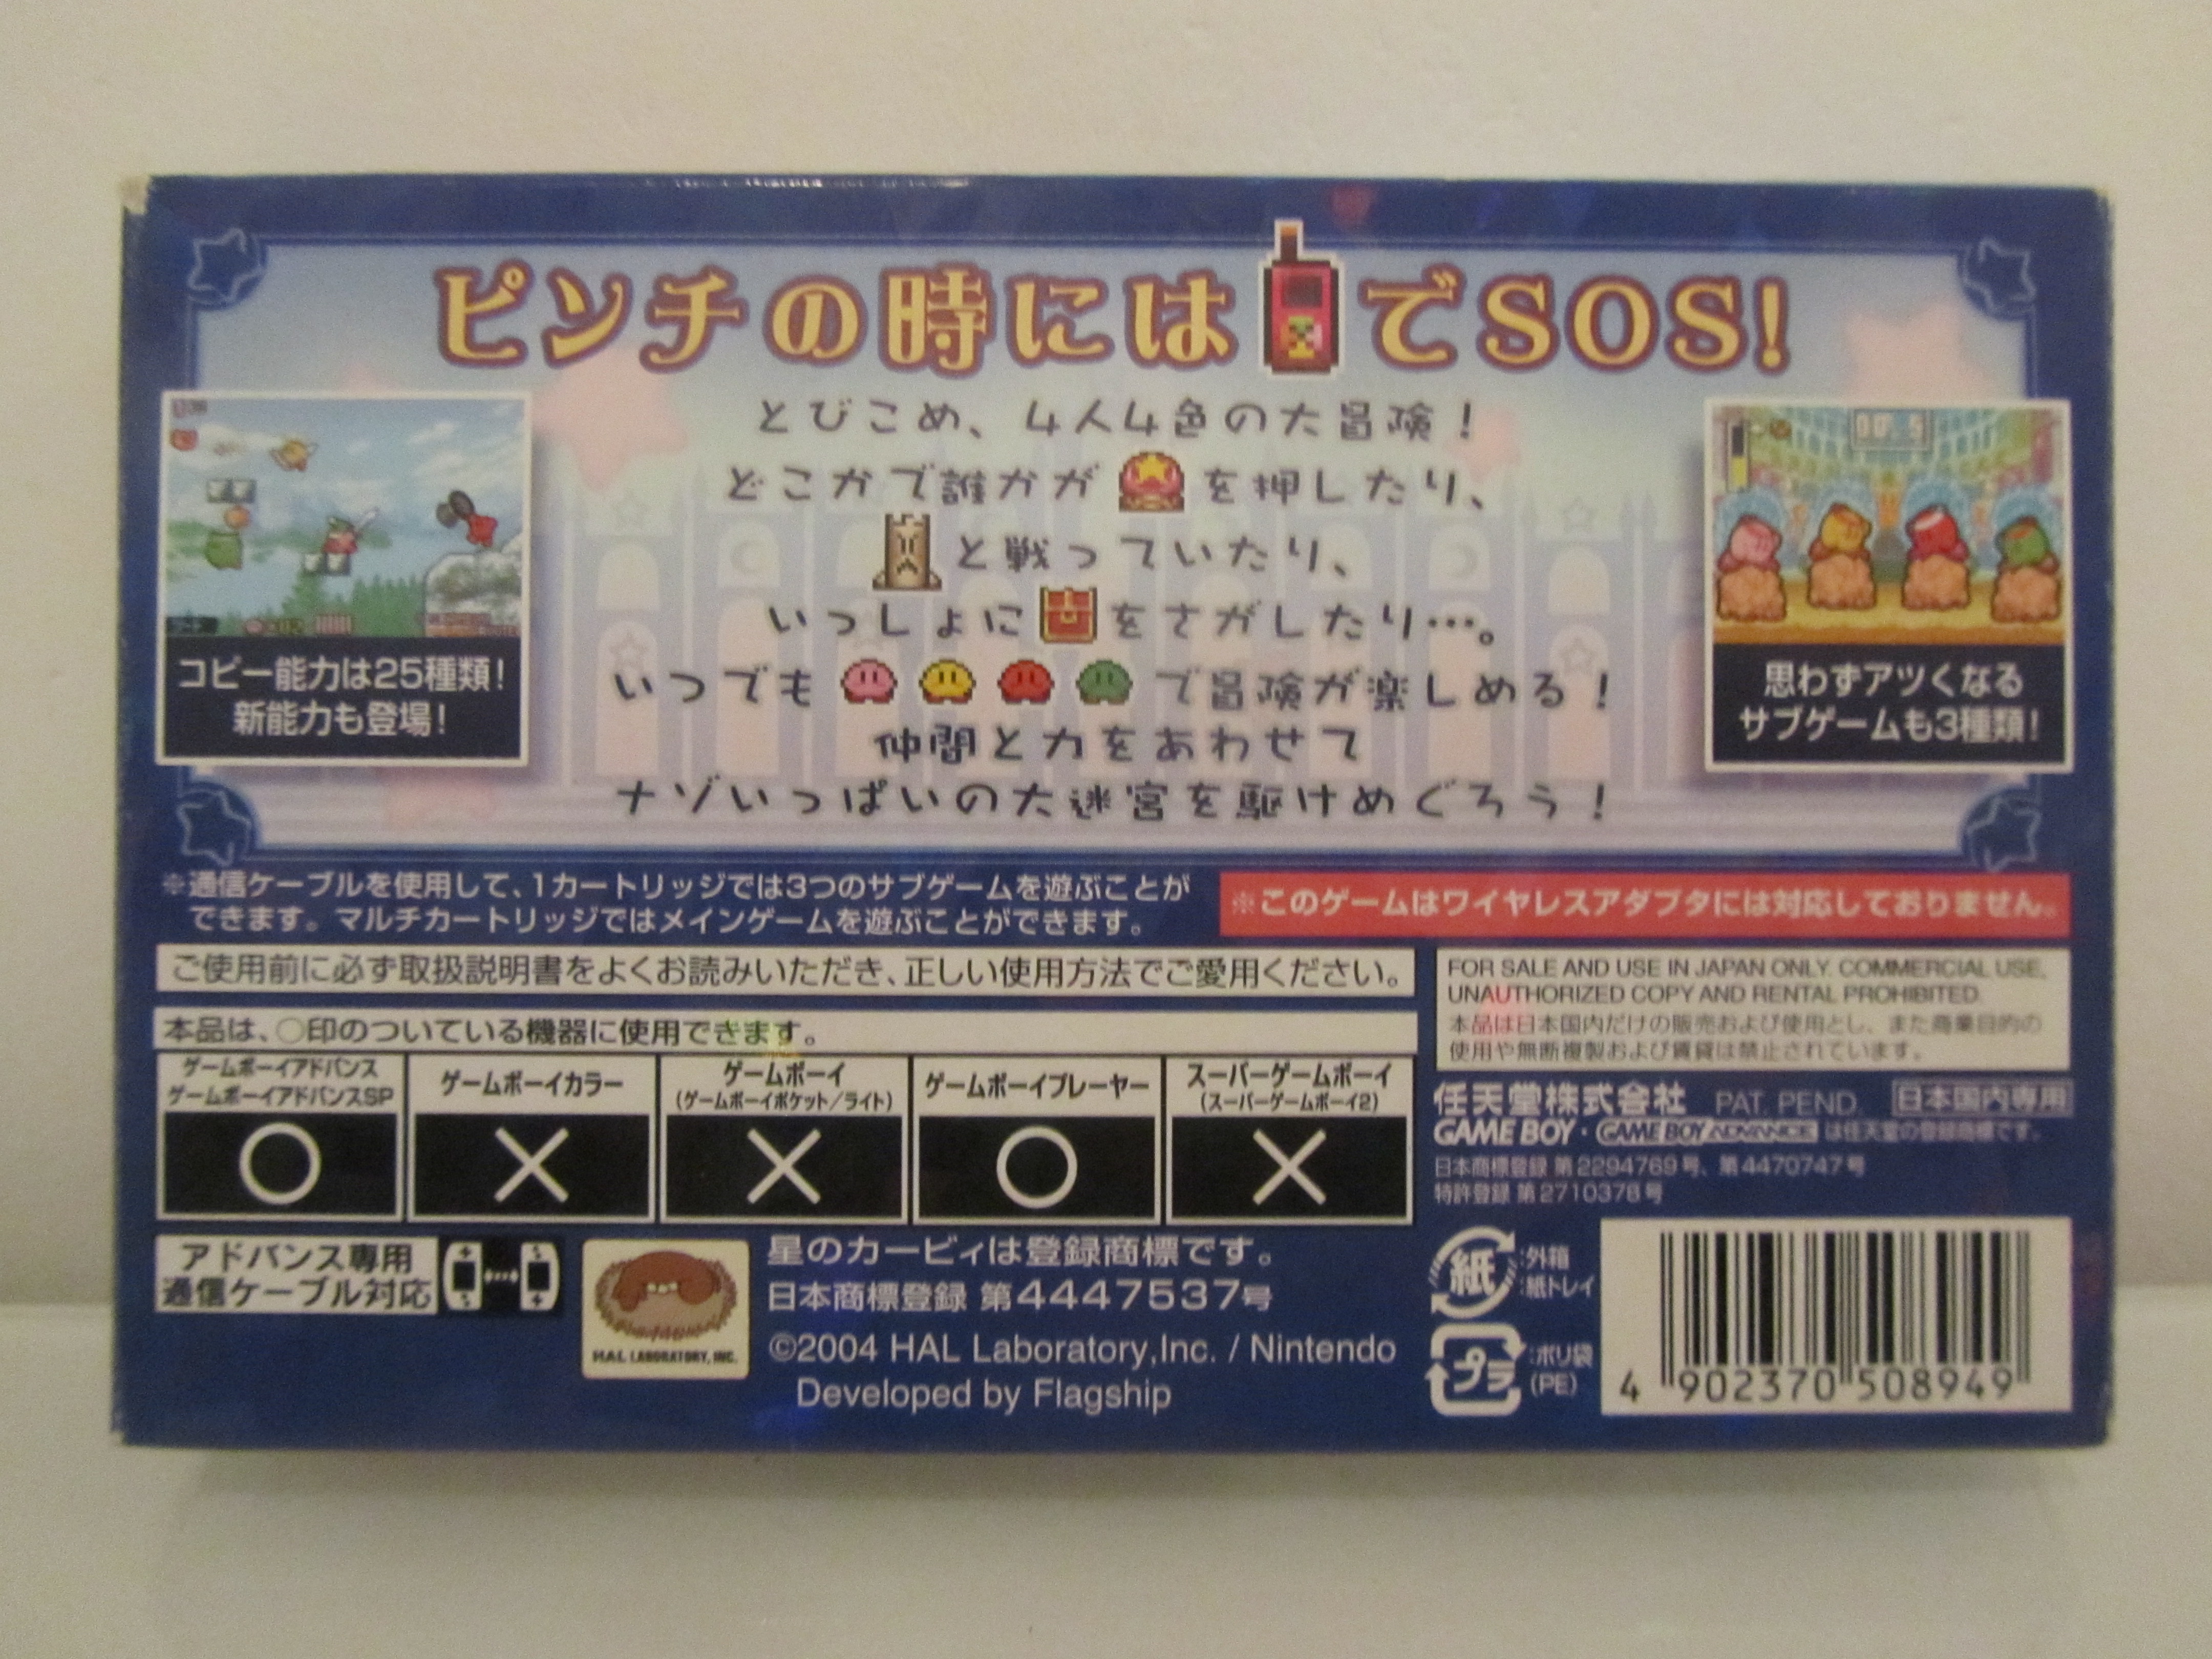 ピンチの時には でSOS!
とびこめ、4人4色の大冒険!
どこかで誰かが を押したり、
と戦っていたり、
いっしょに をさがしたり…。
いつでも で冒険が楽しめる!
仲間と力をあわせて
ナゾいっぱいの大迷宮を駆けめぐろう!
コピー能力は25種類!
新能力も登場!
思わずアツくなる
サブゲームも3種類!
※通信ケーブルを使用して、1カートリッジでは3つのサブゲームを遊ぶことが
できます。マルチカートリッジではメインゲームを遊ぶことができます。
※このゲームはワイヤレスアダプタには対応しておりません。
ご使用前に必ず取扱説明書をよくお読みいただき、正しい使用方法でご愛用ください。
本品は、○印のついている機器に使用できます。
ゲームボーイアドバンス
ゲームボーイアドバンスSP
○
ゲームボーイカラー
×
ゲームボーイ
(ゲームボーイポケット/ライト)
×
ゲームボーイプレーヤー
○
スーパーゲームボーイ
(スーパーゲームボーイ2)
×
FOR SALE AND USE IN JAPAN ONLY. COMMERCIAL USE,
UNAUTHORIZED COPY AND RENTAL PROHIBITED.
本品は日本国内だけの販売および使用とし、また商業目的の
使用や無断複製および賃貸は禁止されています。
任天堂株式会社 PAT. PEND. 日本国内専用
GAME BOY・GAME BOY ADVANCE は任天堂の登録商標です。
日本商標登録 第2294769号、第4470747号
特許登録 第2710378号
アドバンス専用
通信ケーブル対応
HAL LABORATORY, INC.
星のカービィは登録商標です。
日本商標登録 第4447537号
©2004 HAL Laboratory,Inc. / Nintendo
Developed by Flagship
紙 :外箱
:紙トレイ
プラ :ポリ袋
(PE)
4 902370 508949